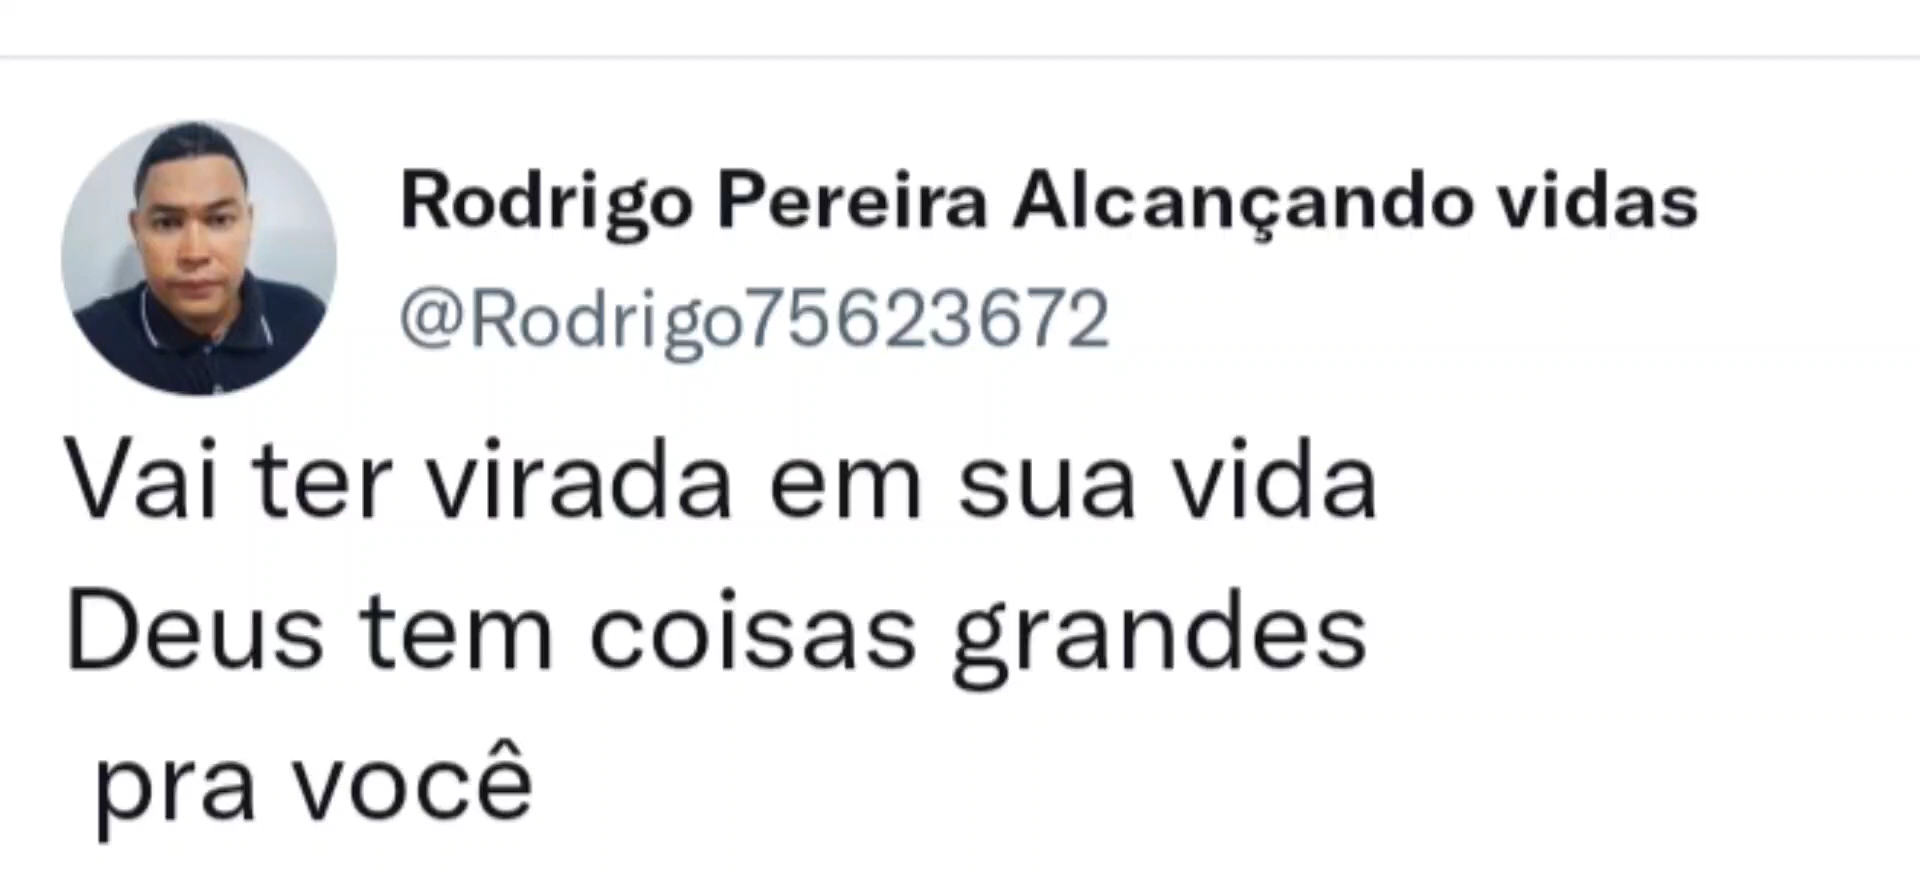 Rodrigo Pereira Alcançando vidas
@Rodrigo75623672
Vai ter virada em sua vida
Deus tem coisas grandes
pra você